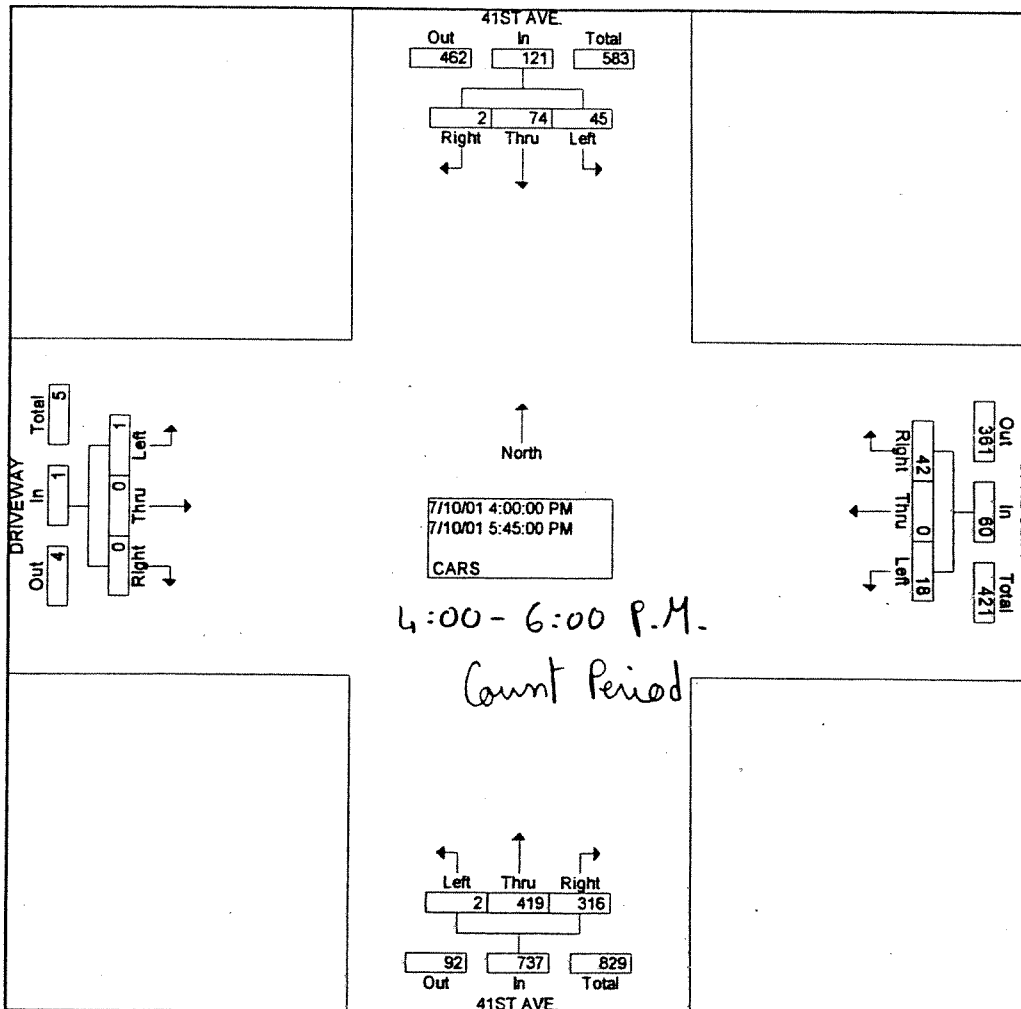 41ST AVE.
Out In Total
462 121 583
2 74 45
Right Thru Left
DRIVEWAY
Total In Out
5 1 4
1 0 0
Left Thru Right
North
7/10/01 4:00:00 PM
7/10/01 5:45:00 PM
CARS
4:00 - 6:00 P.M.
Count Period
Right Thru Left
42 0 18
361 60 421
Out In Total
Left Thru Right
2 419 316
92 737 829
Out In Total
41ST AVE.